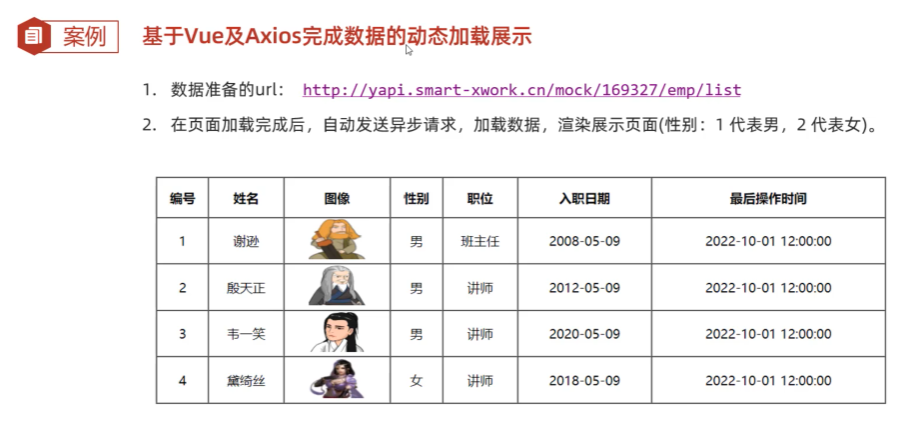 案例 基于Vue及Axios完成数据的动态加载展示
1. 数据准备的url： http://yapi.smart-xwork.cn/mock/169327/emp/list
2. 在页面加载完成后，自动发送异步请求，加载数据，渲染展示页面(性别：1 代表男，2 代表女)。
编号 姓名 图像 性别 职位 入职日期 最后操作时间
1 谢逊 男 班主任 2008-05-09 2022-10-01 12:00:00
2 殷天正 男 讲师 2012-05-09 2022-10-01 12:00:00
3 韦一笑 男 讲师 2020-05-09 2022-10-01 12:00:00
4 黛绮丝 女 讲师 2018-05-09 2022-10-01 12:00:00